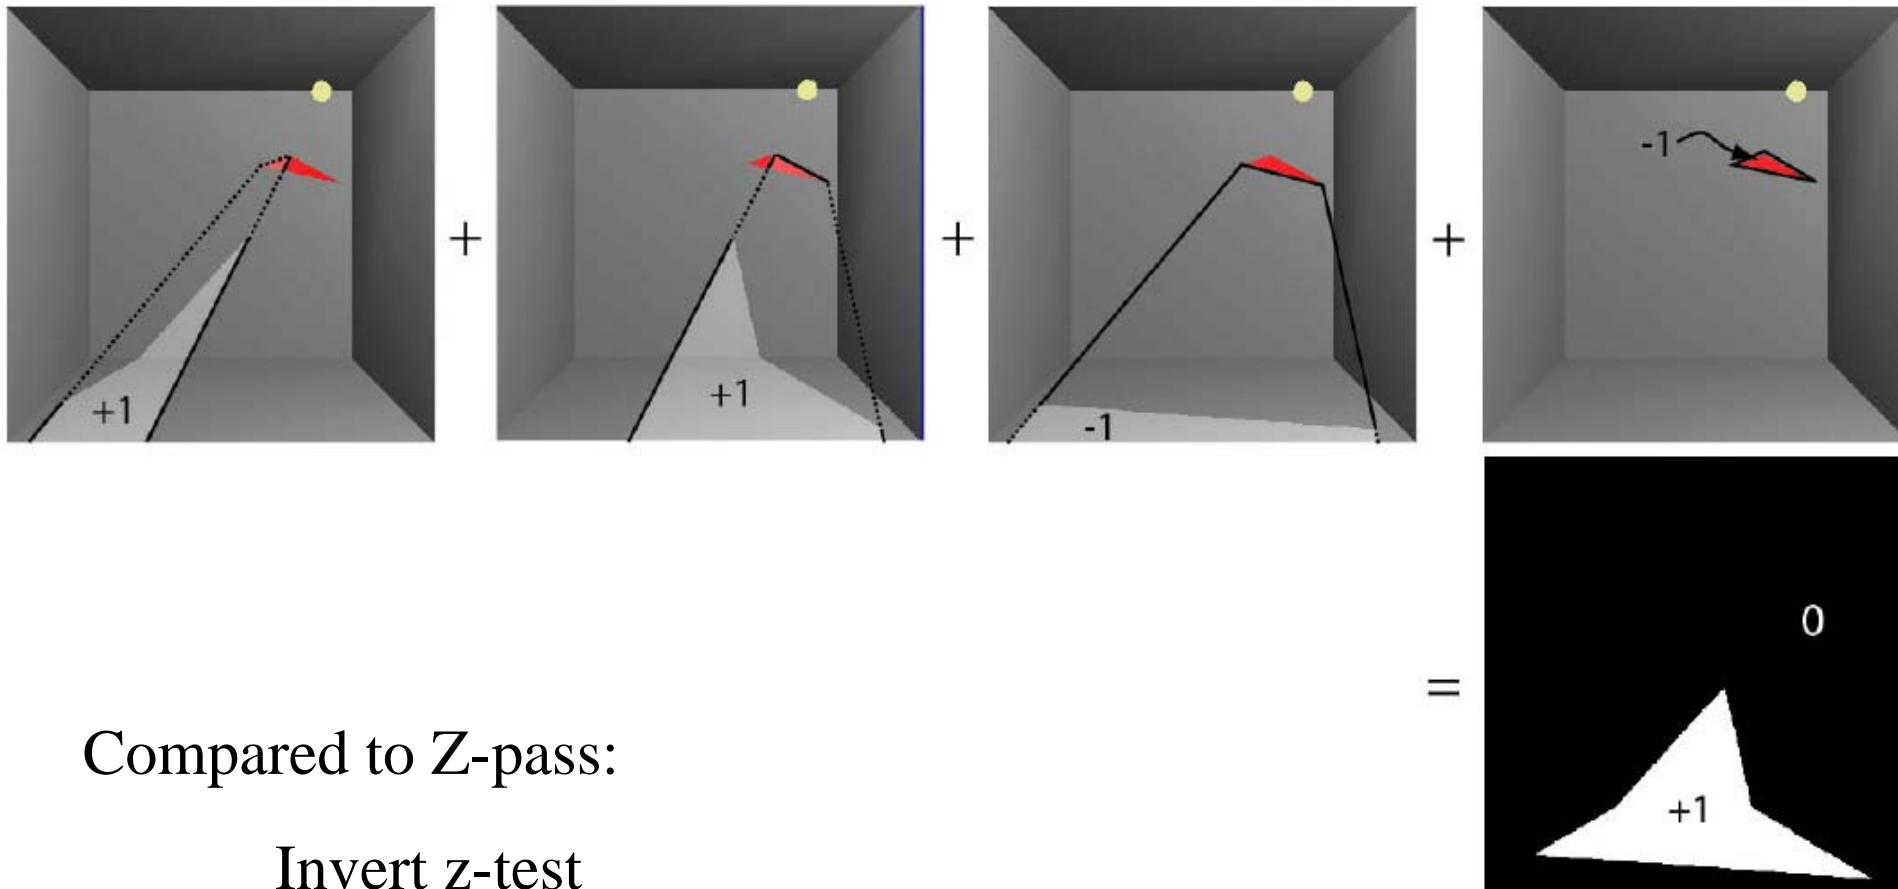 +1 + +1 + -1 + -1
0
=
+1
Compared to Z-pass:
Invert z-test